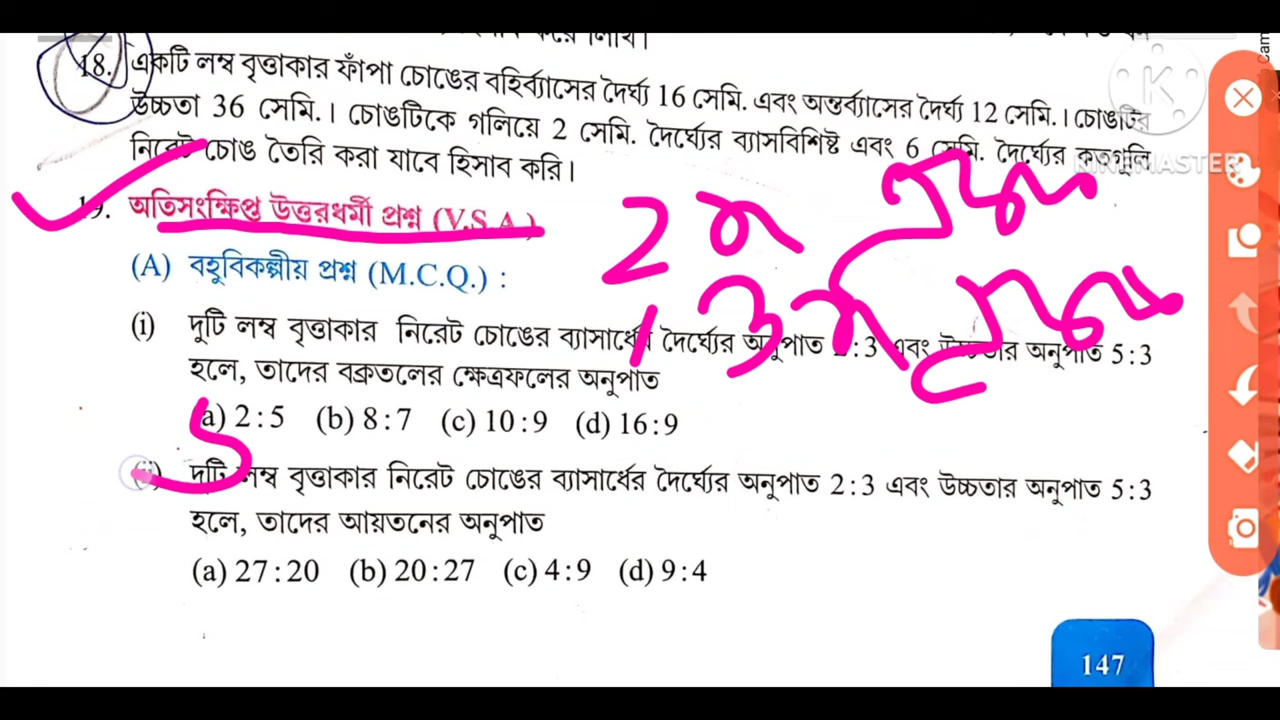 18. একটি লম্ব বৃত্তাকার ফাঁপা চোঙের বহির্ব্যাসের দৈর্ঘ্য 16 সেমি. এবং অন্তর্ব্যাসের দৈর্ঘ্য 12 সেমি.। চোঙটির
উচ্চতা 36 সেমি.। চোঙটিকে গলিয়ে 2 সেমি. দৈর্ঘ্যের ব্যাসবিশিষ্ট এবং 6 সেমি. দৈর্ঘ্যের কতগুলি
নিরেট চোঙ তৈরি করা যাবে হিসাব করি।
19. অতিসংক্ষিপ্ত উত্তরধর্মী প্রশ্ন (V.S.A.)
(A) বহুবিকল্পীয় প্রশ্ন (M.C.Q.) :
(i) দুটি লম্ব বৃত্তাকার নিরেট চোঙের ব্যাসার্ধের দৈর্ঘ্যের অনুপাত : 3 এবং উচ্চতার অনুপাত 5 : 3
হলে, তাদের বক্রতলের ক্ষেত্রফলের অনুপাত
(a) 2 : 5 (b) 8 : 7 (c) 10 : 9 (d) 16 : 9
(ii) দুটি লম্ব বৃত্তাকার নিরেট চোঙের ব্যাসার্ধের দৈর্ঘ্যের অনুপাত 2 : 3 এবং উচ্চতার অনুপাত 5 : 3
হলে, তাদের আয়তনের অনুপাত
(a) 27 : 20 (b) 20 : 27 (c) 4 : 9 (d) 9 : 4
147
KINEMASTER